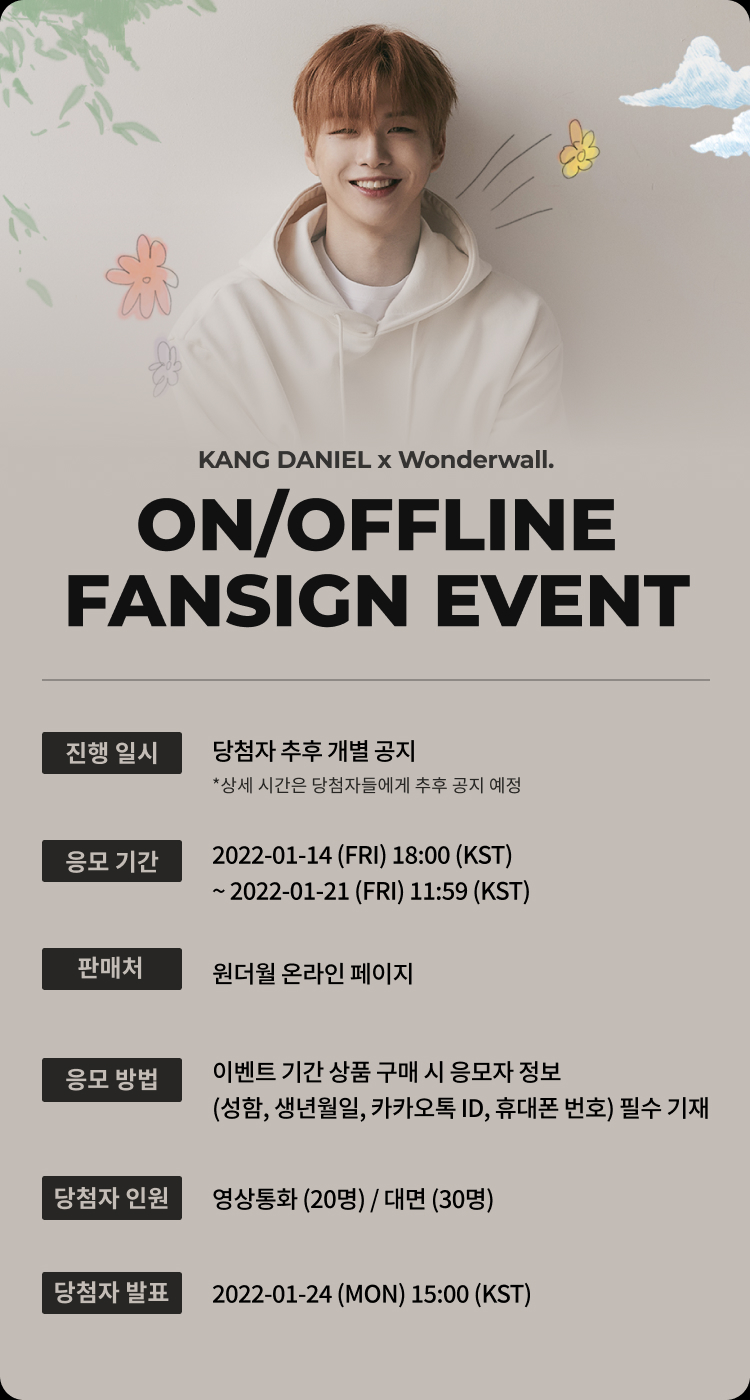 KANG DANIEL x Wonderwall.
ON/OFFLINE
FANSIGN EVENT
진행 일시
당첨자 추후 개별 공지
*상세 시간은 당첨자들에게 추후 공지 예정
응모 기간
2022-01-14 (FRI) 18:00 (KST)
~ 2022-01-21 (FRI) 11:59 (KST)
판매처
원더월 온라인 페이지
응모 방법
이벤트 기간 상품 구매 시 응모자 정보
(성함, 생년월일, 카카오톡 ID, 휴대폰 번호) 필수 기재
당첨자 인원
영상통화 (20명) / 대면 (30명)
당첨자 발표
2022-01-24 (MON) 15:00 (KST)